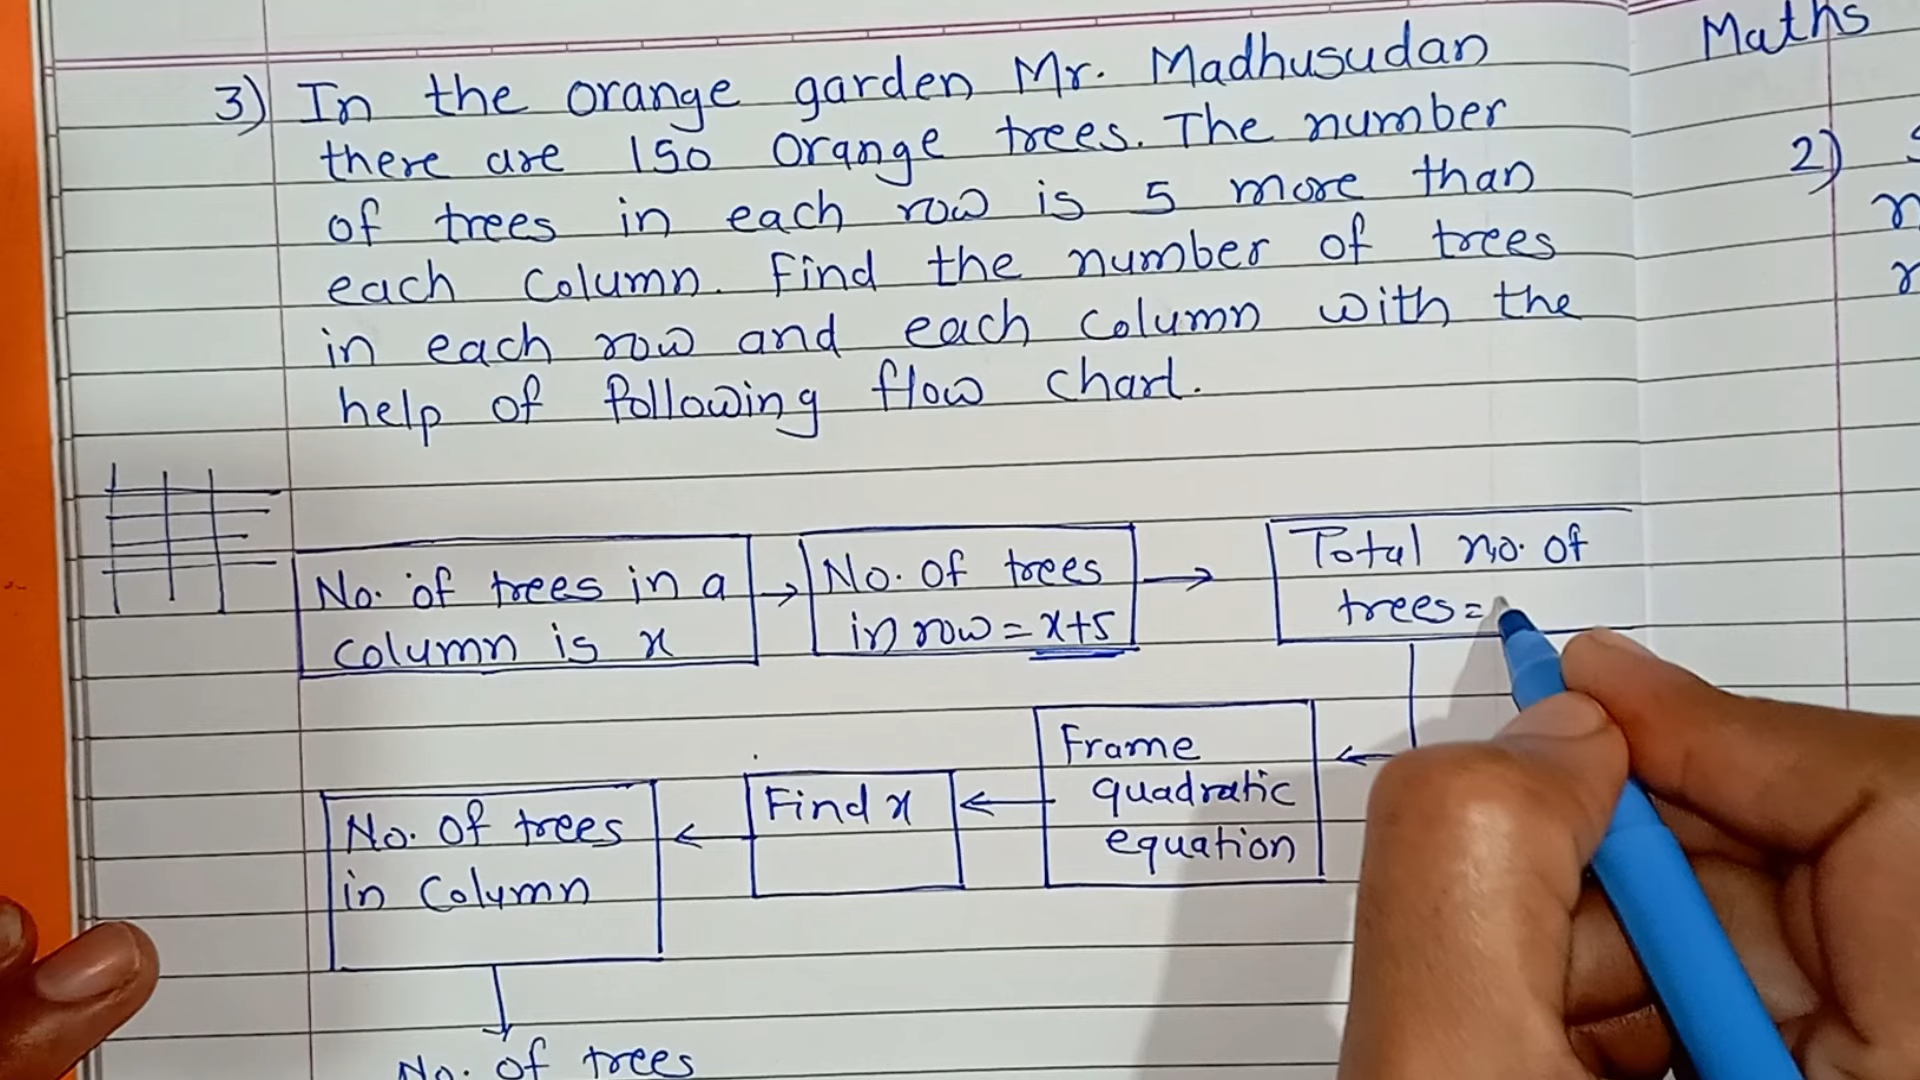 3) In the orange garden Mr. Madhusudan
there are 150 orange trees. The number
of trees in each row is 5 more than
each column. Find the number of trees
in each row and each column with the
help of following flow chart.
Maths
2)
No. of trees in a
column is x
No. of trees
in row = x+5
Total no. of
trees =
Frame
quadratic
equation
Find x
No. of trees
in Column
No. of trees